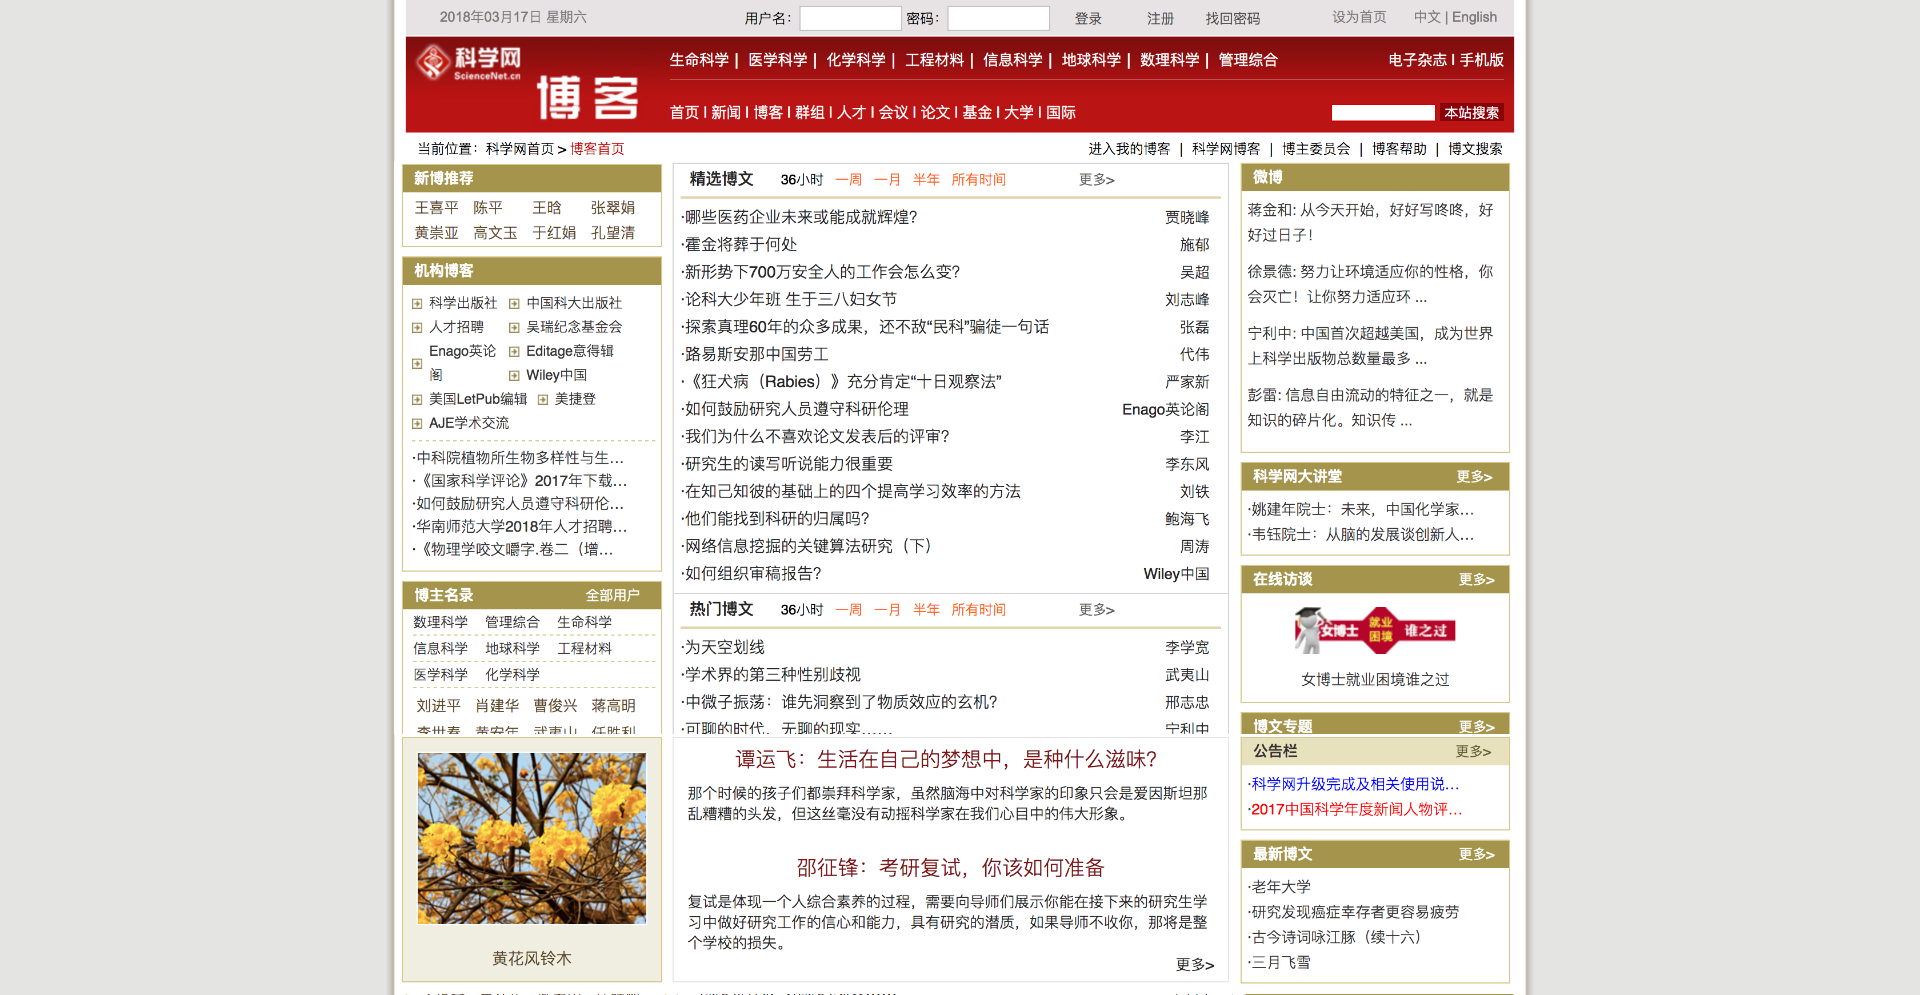 2018年03月17日 星期六
用户名： 密码： 登录 注册 找回密码
设为首页 中文 | English
科学网
ScienceNet.cn
博客
生命科学 | 医学科学 | 化学科学 | 工程材料 | 信息科学 | 地球科学 | 数理科学 | 管理综合
电子杂志 | 手机版
首页 | 新闻 | 博客 | 群组 | 人才 | 会议 | 论文 | 基金 | 大学 | 国际
本站搜索
当前位置：科学网首页 > 博客首页
进入我的博客 | 科学网博客 | 博主委员会 | 博客帮助 | 博文搜索
新博推荐
王喜平 陈平 王晗 张翠娟
黄崇亚 高文玉 于红娟 孔望清
机构博客
科学出版社 中国科大出版社
人才招聘 吴瑞纪念基金会
Enago英论阁 Editage意得辑
Wiley中国
美国LetPub编辑 美捷登
AJE学术交流
·中科院植物所生物多样性与生...
·《国家科学评论》2017年下载...
·如何鼓励研究人员遵守科研伦...
·华南师范大学2018年人才招聘...
·《物理学咬文嚼字.卷二（增...
博主名录 全部用户
数理科学 管理综合 生命科学
信息科学 地球科学 工程材料
医学科学 化学科学
刘进平 肖建华 曹俊兴 蒋高明
李世春 黄安年 武夷山 任胜利
黄花风铃木
精选博文 36小时 一周 一月 半年 所有时间 更多>
·哪些医药企业未来或能成就辉煌？ 贾晓峰
·霍金将葬于何处 施郁
·新形势下700万安全人的工作会怎么变？ 吴超
·论科大少年班 生于三八妇女节 刘志峰
·探索真理60年的众多成果，还不敌“民科”骗徒一句话 张磊
·路易斯安那中国劳工 代伟
·《狂犬病（Rabies）》充分肯定“十日观察法” 严家新
·如何鼓励研究人员遵守科研伦理 Enago英论阁
·我们为什么不喜欢论文发表后的评审？ 李江
·研究生的读写听说能力很重要 李东风
·在知己知彼的基础上的四个提高学习效率的方法 刘铁
·他们能找到科研的归属吗？ 鲍海飞
·网络信息挖掘的关键算法研究（下） 周涛
·如何组织审稿报告？ Wiley中国
热门博文 36小时 一周 一月 半年 所有时间 更多>
·为天空划线 李学宽
·学术界的第三种性别歧视 武夷山
·中微子振荡：谁先洞察到了物质效应的玄机？ 邢志忠
·可聊的时代，无聊的现实…… 宁利中
谭运飞：生活在自己的梦想中，是种什么滋味？
那个时候的孩子们都崇拜科学家，虽然脑海中对科学家的印象只会是爱因斯坦那
乱糟糟的头发，但这丝毫没有动摇科学家在我们心目中的伟大形象。
邵征锋：考研复试，你该如何准备
复试是体现一个人综合素养的过程，需要向导师们展示你能在接下来的研究生学
习中做好研究工作的信心和能力，具有研究的潜质，如果导师不收你，那将是整
个学校的损失。
更多>
微博
蒋金和: 从今天开始，好好写咚咚，好
好过日子！
徐景德: 努力让环境适应你的性格，你
会灭亡！让你努力适应环 ...
宁利中: 中国首次超越美国，成为世界
上科学出版物总数量最多 ...
彭雷: 信息自由流动的特征之一，就是
知识的碎片化。知识传 ...
科学网大讲堂 更多>
·姚建年院士：未来，中国化学家...
·韦钰院士：从脑的发展谈创新人...
在线访谈 更多>
女博士 就业困境 谁之过
女博士就业困境谁之过
博文专题 更多>
公告栏 更多>
·科学网升级完成及相关使用说...
·2017中国科学年度新闻人物评...
最新博文 更多>
·老年大学
·研究发现癌症幸存者更容易疲劳
·古今诗词咏江豚（续十六）
·三月飞雪